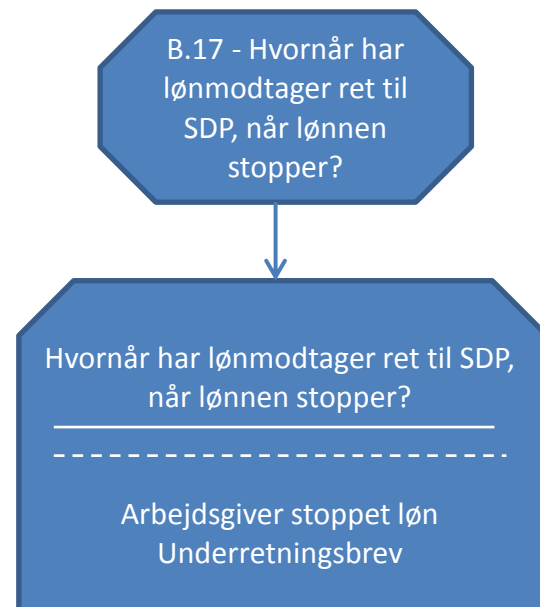 B.17 - Hvornår har
lønmodtager ret til
SDP, når lønnen
stopper?
Hvornår har lønmodtager ret til SDP,
når lønnen stopper?
Arbejdsgiver stoppet løn
Underretningsbrev